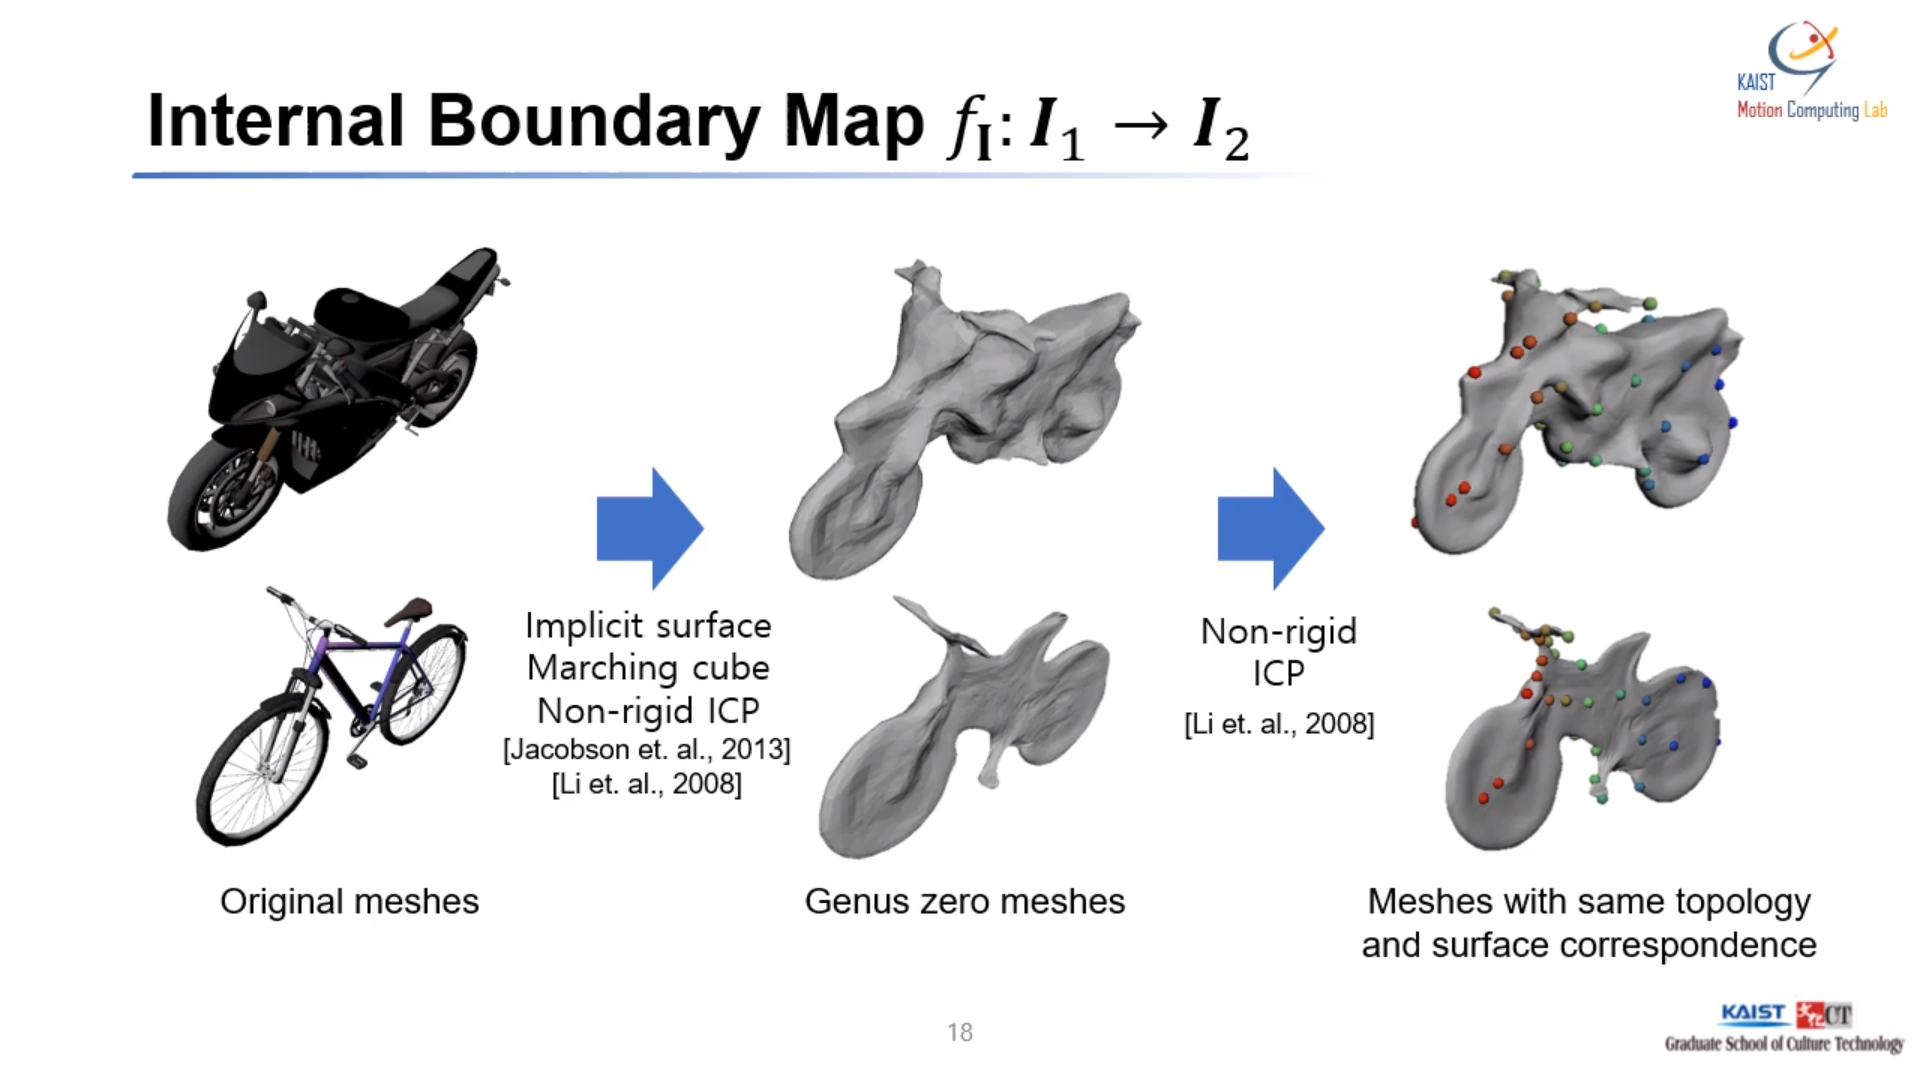 KAIST
Motion Computing Lab
Internal Boundary Map f_I: I_1 → I_2
Implicit surface
Marching cube
Non-rigid ICP
[Jacobson et. al., 2013]
[Li et. al., 2008]
Non-rigid
ICP
[Li et. al., 2008]
Original meshes
Genus zero meshes
Meshes with same topology
and surface correspondence
18
KAIST 文化 CT
Graduate School of Culture Technology